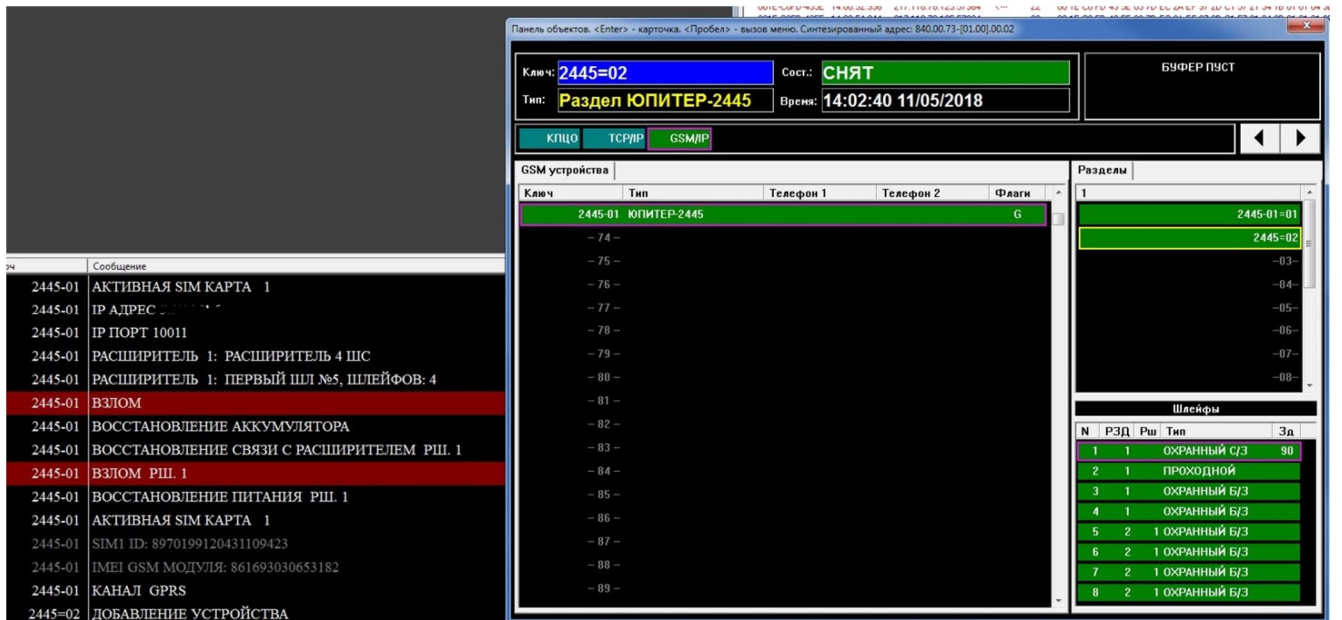 Панель объектов. <Enter> - карточка. <Пробел> - вызов меню. Синтезированный адрес: 840.00.73-[01.00].00.02
Ключ: 2445=02 Сост.: СНЯТ
Тип: Раздел ЮПИТЕР-2445 Время: 14:02:40 11/05/2018
БУФЕР ПУСТ
КПЦО TCP/IP GSM/IP
GSM устройства
Ключ Тип Телефон 1 Телефон 2 Флаги
2445-01 ЮПИТЕР-2445 G
– 74 –
– 75 –
– 76 –
– 77 –
– 78 –
– 79 –
– 80 –
– 81 –
– 82 –
– 83 –
– 84 –
– 85 –
– 86 –
– 87 –
– 88 –
– 89 –
Разделы
1
2445-01=01
2445=02
–03–
–04–
–05–
–06–
–07–
–08–
Шлейфы
N РЗД Рш Тип Зд
1 1 ОХРАННЫЙ С/З 90
2 1 ПРОХОДНОЙ
3 1 ОХРАННЫЙ Б/З
4 1 ОХРАННЫЙ Б/З
5 2 1 ОХРАННЫЙ Б/З
6 2 1 ОХРАННЫЙ Б/З
7 2 1 ОХРАННЫЙ Б/З
8 2 1 ОХРАННЫЙ Б/З
Сообщение
2445-01 АКТИВНАЯ SIM КАРТА 1
2445-01 IP АДРЕС
2445-01 IP ПОРТ 10011
2445-01 РАСШИРИТЕЛЬ 1: РАСШИРИТЕЛЬ 4 ШС
2445-01 РАСШИРИТЕЛЬ 1: ПЕРВЫЙ ШЛ №5, ШЛЕЙФОВ: 4
2445-01 ВЗЛОМ
2445-01 ВОССТАНОВЛЕНИЕ АККУМУЛЯТОРА
2445-01 ВОССТАНОВЛЕНИЕ СВЯЗИ С РАСШИРИТЕЛЕМ РШ. 1
2445-01 ВЗЛОМ РШ. 1
2445-01 ВОССТАНОВЛЕНИЕ ПИТАНИЯ РШ. 1
2445-01 АКТИВНАЯ SIM КАРТА 1
2445-01 SIM1 ID: 8970199120431109423
2445-01 IMEI GSM МОДУЛЯ: 861693030653182
2445-01 КАНАЛ GPRS
2445=02 ДОБАВЛЕНИЕ УСТРОЙСТВА